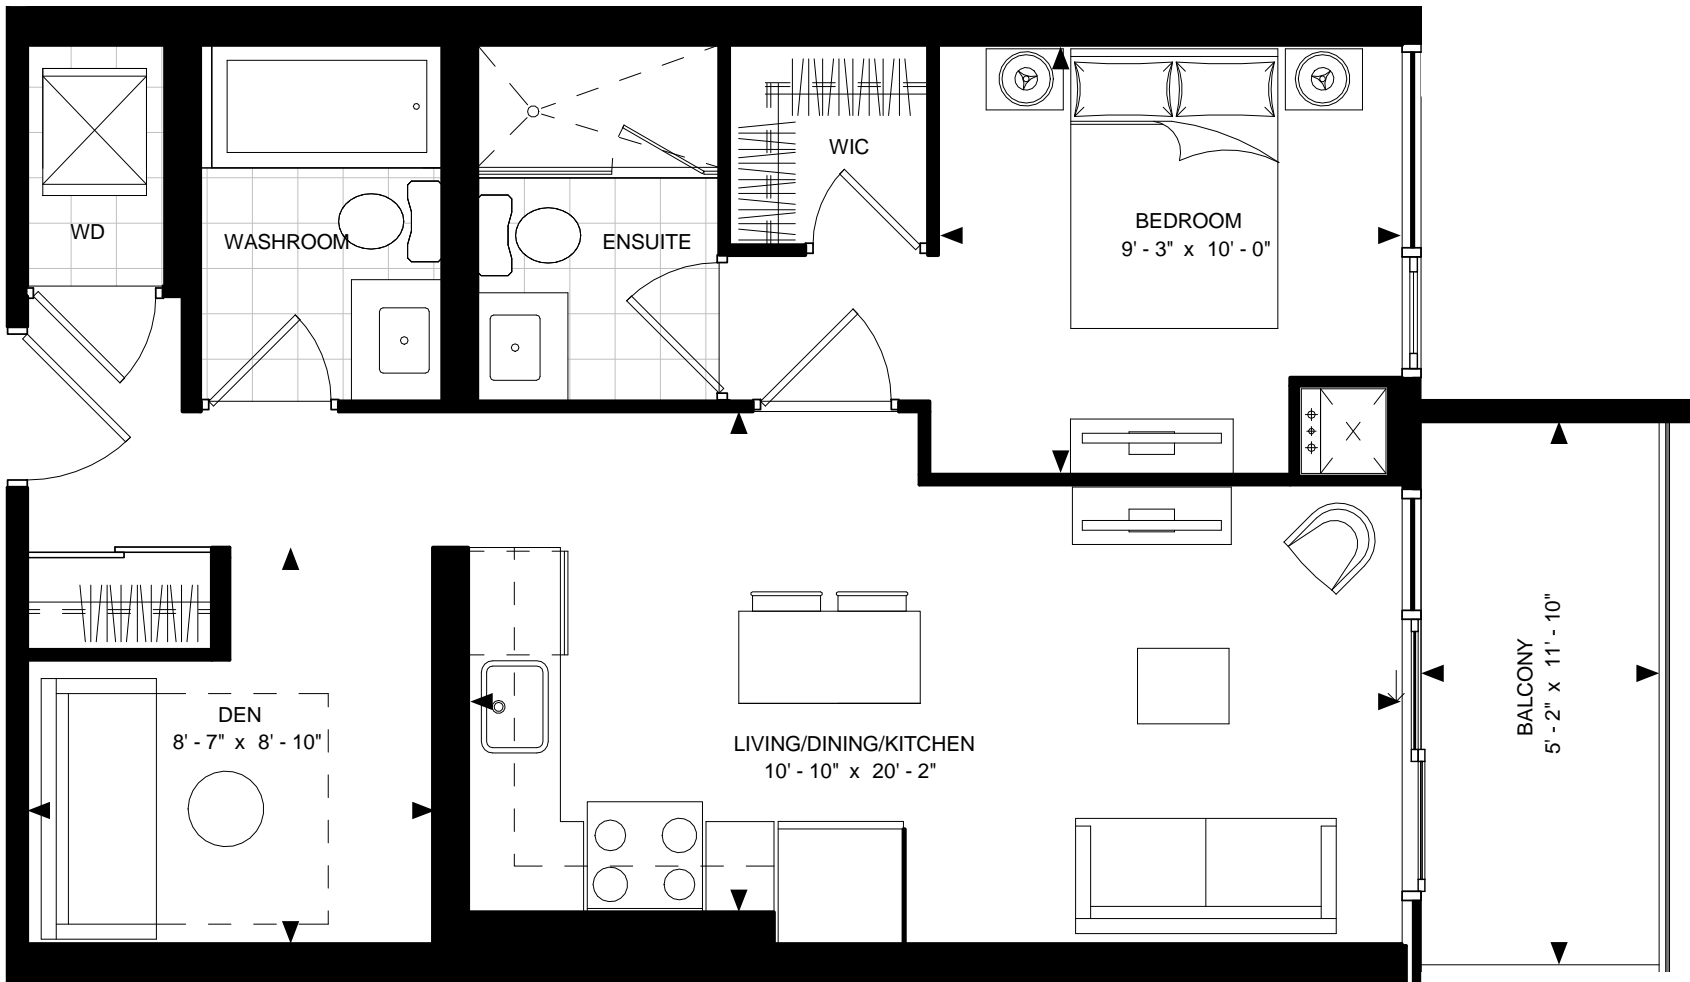 WIC
WD
WASHROOM
ENSUITE
BEDROOM
9' - 3" x 10' - 0"
DEN
8' - 7" x 8' - 10"
LIVING/DINING/KITCHEN
10' - 10" x 20' - 2"
BALCONY
5' - 2" x 11' - 10"